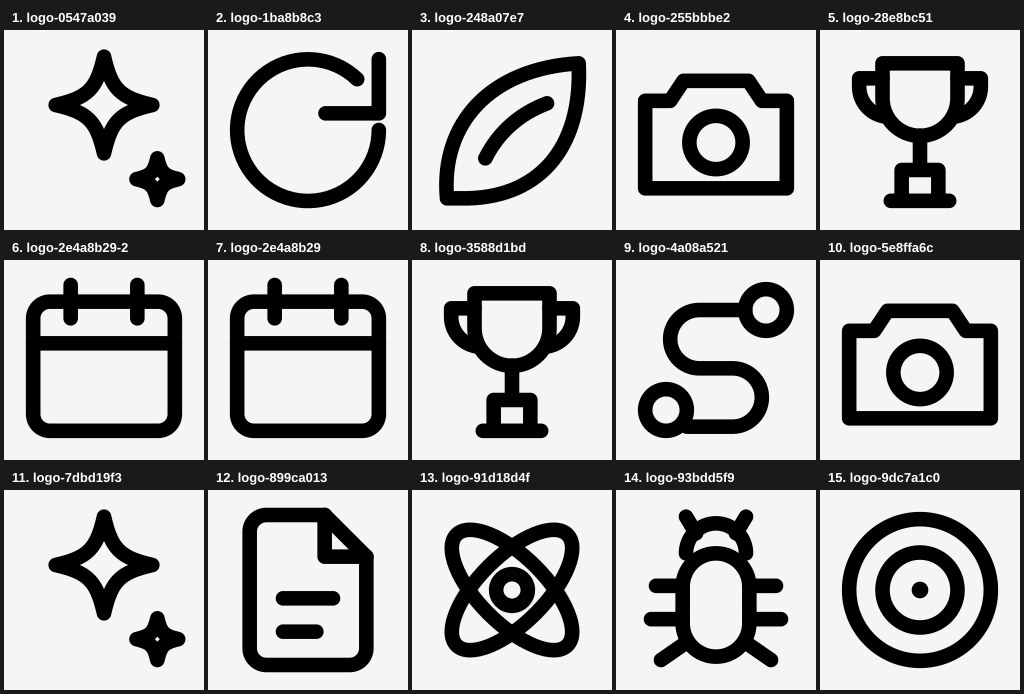 1. logo-0547a039
2. logo-1ba8b8c3
3. logo-248a07e7
4. logo-255bbbe2
5. logo-28e8bc51
6. logo-2e4a8b29-2
7. logo-2e4a8b29
8. logo-3588d1bd
9. logo-4a08a521
10. logo-5e8ffa6c
11. logo-7dbd19f3
12. logo-899ca013
13. logo-91d18d4f
14. logo-93bdd5f9
15. logo-9dc7a1c0